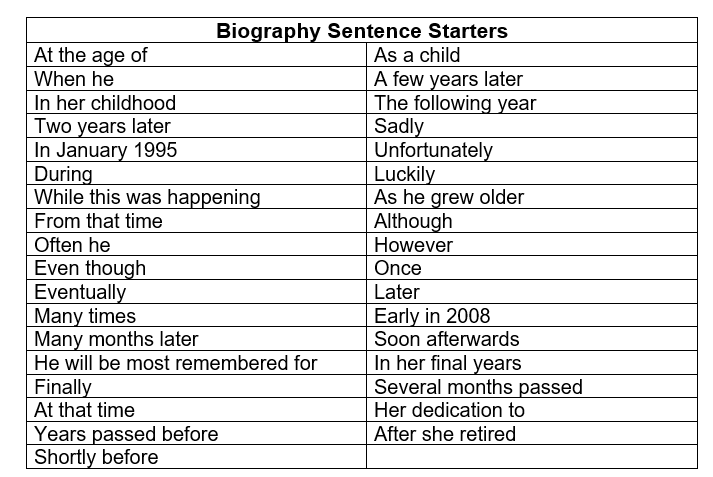 Biography Sentence Starters
At the age of
As a child
When he
A few years later
In her childhood
The following year
Two years later
Sadly
In January 1995
Unfortunately
During
Luckily
While this was happening
As he grew older
From that time
Although
Often he
However
Even though
Once
Eventually
Later
Many times
Early in 2008
Many months later
Soon afterwards
He will be most remembered for
In her final years
Finally
Several months passed
At that time
Her dedication to
Years passed before
After she retired
Shortly before